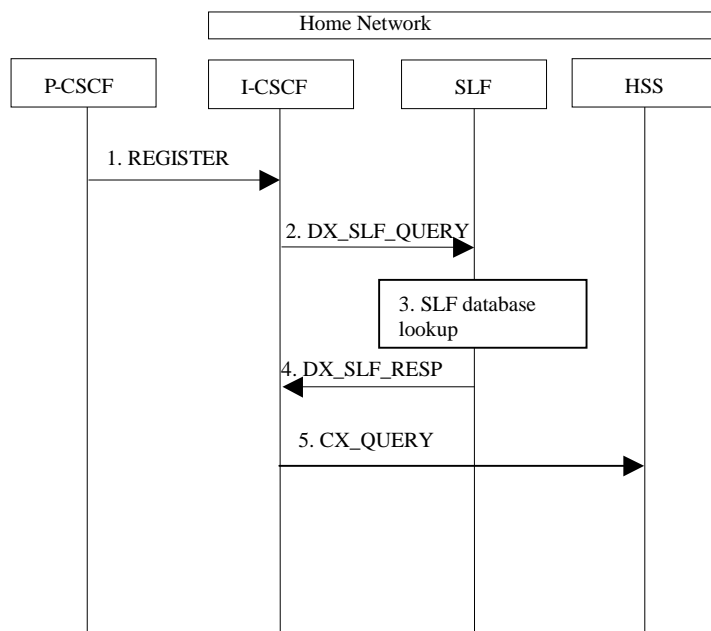 Home Network
P-CSCF
I-CSCF
SLF
HSS
1. REGISTER
2. DX_SLF_QUERY
3. SLF database
lookup
4. DX_SLF_RESP
5. CX_QUERY